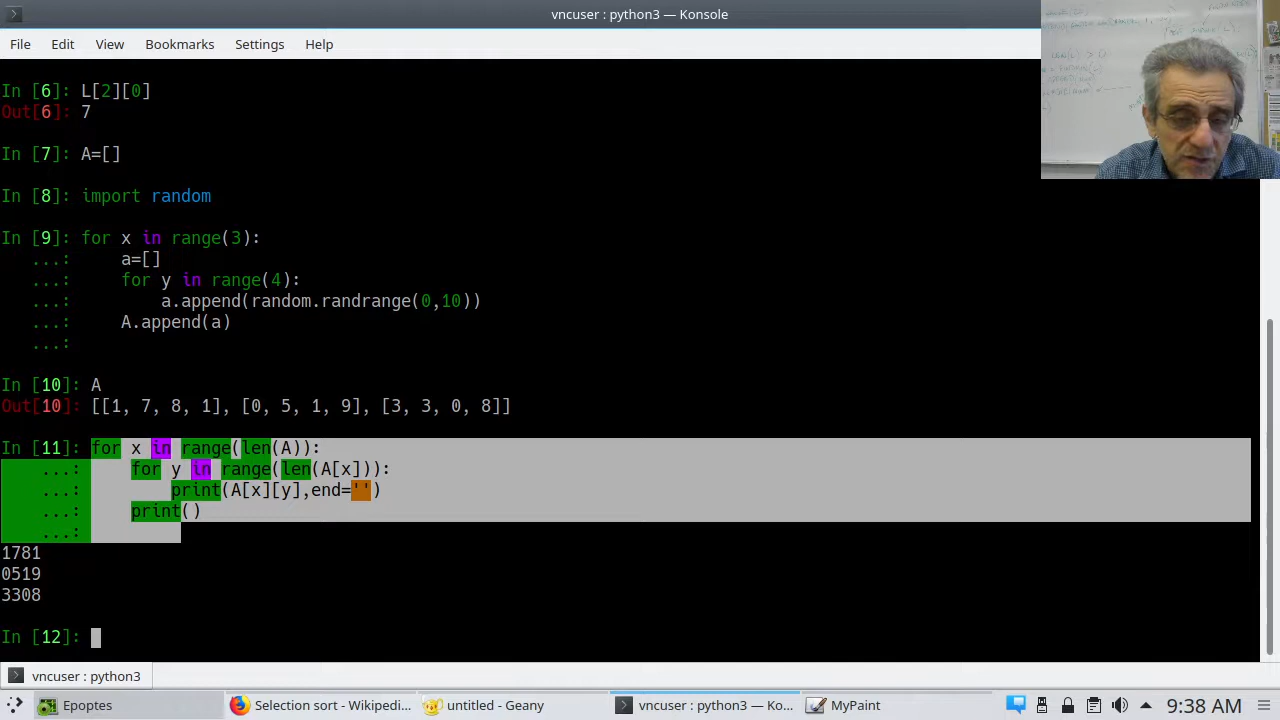 vncuser : python3 — Konsole
File Edit View Bookmarks Settings Help
In [6]: L[2][0]
Out[6]: 7
In [7]: A=[]
In [8]: import random
In [9]: for x in range(3):
...: a=[]
...: for y in range(4):
...: a.append(random.randrange(0,10))
...: A.append(a)
...:
In [10]: A
Out[10]: [[1, 7, 8, 1], [0, 5, 1, 9], [3, 3, 0, 8]]
In [11]: for x in range(len(A)):
...: for y in range(len(A[x])):
...: print(A[x][y],end='')
...: print()
...:
1781
0519
3308
In [12]:
vncuser : python3
Epoptes Selection sort - Wikipedi... untitled - Geany vncuser : python3 — Ko... MyPaint 9:38 AM